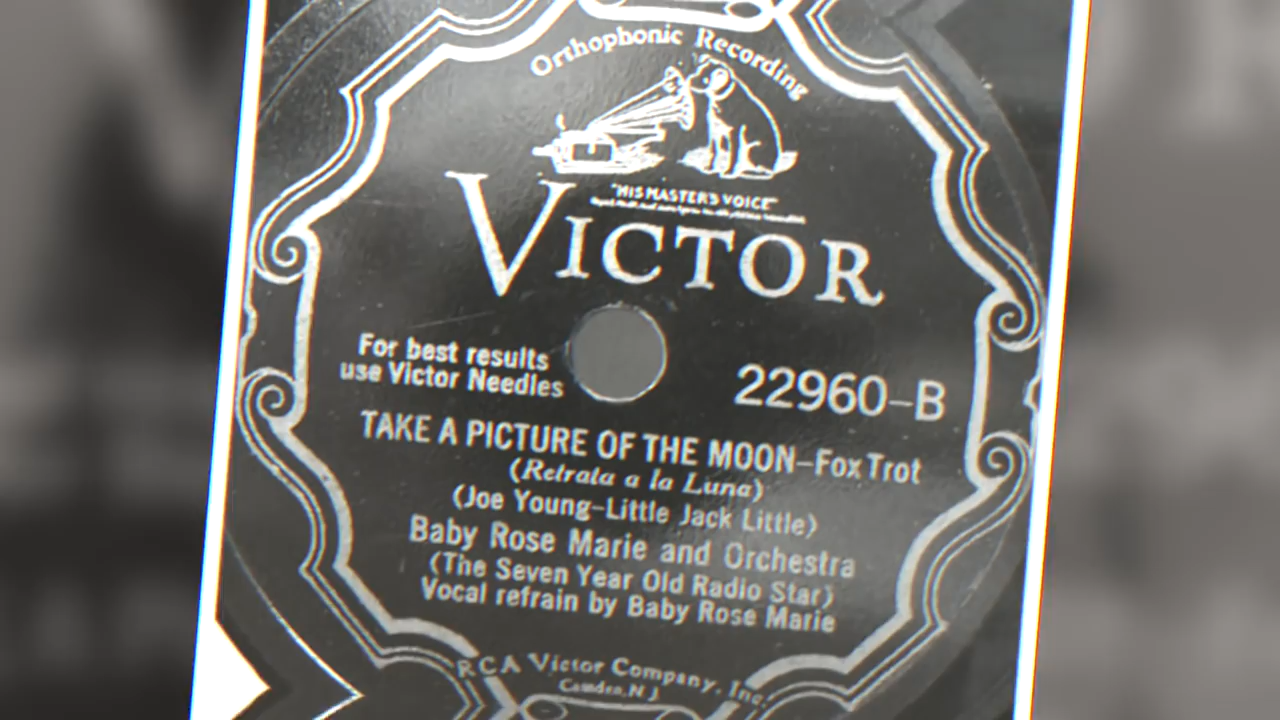 Orthophonic Recording
"HIS MASTER'S VOICE"
VICTOR
For best results
use Victor Needles
22960-B
TAKE A PICTURE OF THE MOON-Fox Trot
(Retrata a la Luna)
(Joe Young-Little Jack Little)
Baby Rose Marie and Orchestra
(The Seven Year Old Radio Star)
Vocal refrain by Baby Rose Marie
RCA Victor Company, Inc.
Camden, N.J.